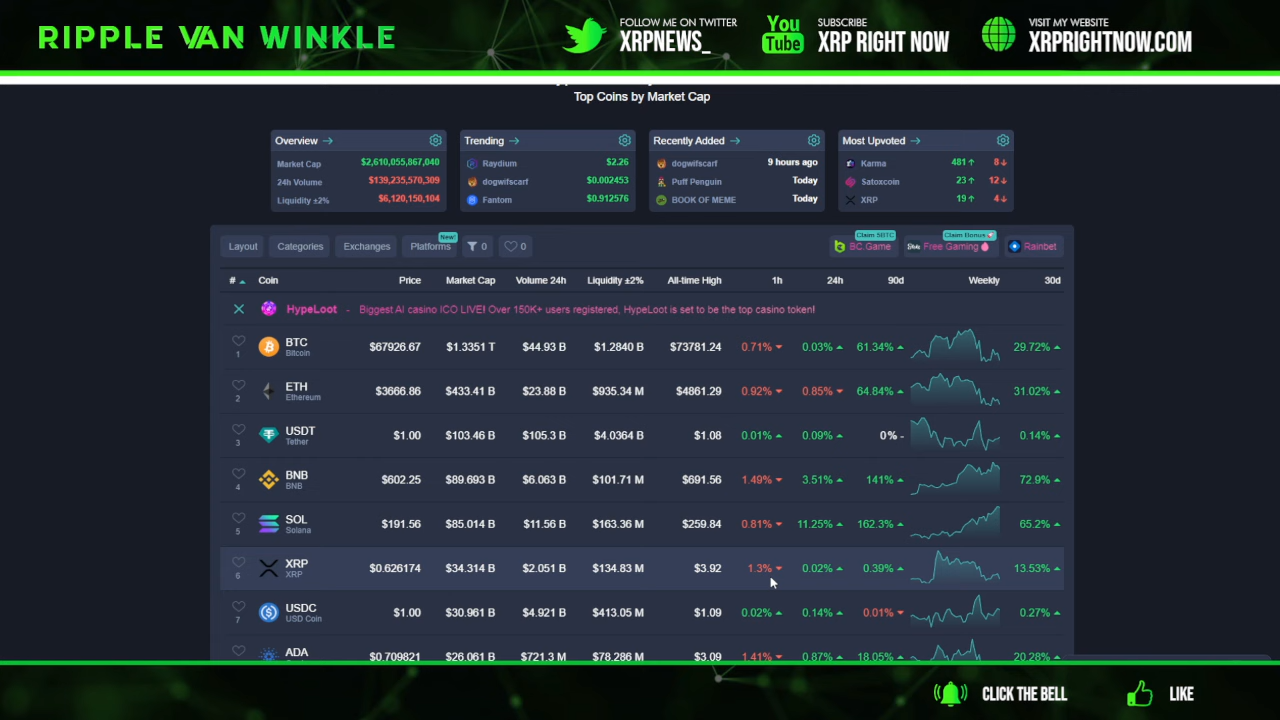 RIPPLE VAN WINKLE
FOLLOW ME ON TWITTER
XRPNEWS_
You Tube
SUBSCRIBE
XRP RIGHT NOW
VISIT MY WEBSITE
XRPRIGHTNOW.COM
Top Coins by Market Cap
Overview →
Market Cap $2,610,055,867,040
24h Volume $139,235,570,309
Liquidity ±2% $6,120,150,104
Trending →
Raydium $2.26
dogwifscarf $0.002453
Fantom $0.912576
Recently Added →
dogwifscarf 9 hours ago
Puff Penguin Today
BOOK OF MEME Today
Most Upvoted →
Karma 481 8
Satoxcoin 23 12
XRP 19 4
Layout Categories Exchanges Platforms New! 0 0
Claim 5BTC
BC.Game
Claim Bonus
Free Gaming
Rainbet
# Coin Price Market Cap Volume 24h Liquidity ±2% All-time High 1h 24h 90d Weekly 30d
HypeLoot - Biggest AI casino ICO LIVE! Over 150K+ users registered, HypeLoot is set to be the top casino token!
1 BTC Bitcoin $67926.67 $1.3351 T $44.93 B $1.2840 B $73781.24 0.71% 0.03% 61.34% 29.72%
2 ETH Ethereum $3666.86 $433.41 B $23.88 B $935.34 M $4861.29 0.92% 0.85% 64.84% 31.02%
3 USDT Tether $1.00 $103.46 B $105.3 B $4.0364 B $1.08 0.01% 0.09% 0% - 0.14%
4 BNB BNB $602.25 $89.693 B $6.063 B $101.71 M $691.56 1.49% 3.51% 141% 72.9%
5 SOL Solana $191.56 $85.014 B $11.56 B $163.36 M $259.84 0.81% 11.25% 162.3% 65.2%
6 XRP XRP $0.626174 $34.314 B $2.051 B $134.83 M $3.92 1.3% 0.02% 0.39% 13.53%
7 USDC USD Coin $1.00 $30.961 B $4.921 B $413.05 M $1.09 0.02% 0.14% 0.01% 0.27%
ADA $0.709821 $26.061 B $721.3 M $78.286 M $3.09 1.41% 0.87% 18.05% 20.28%
CLICK THE BELL
LIKE